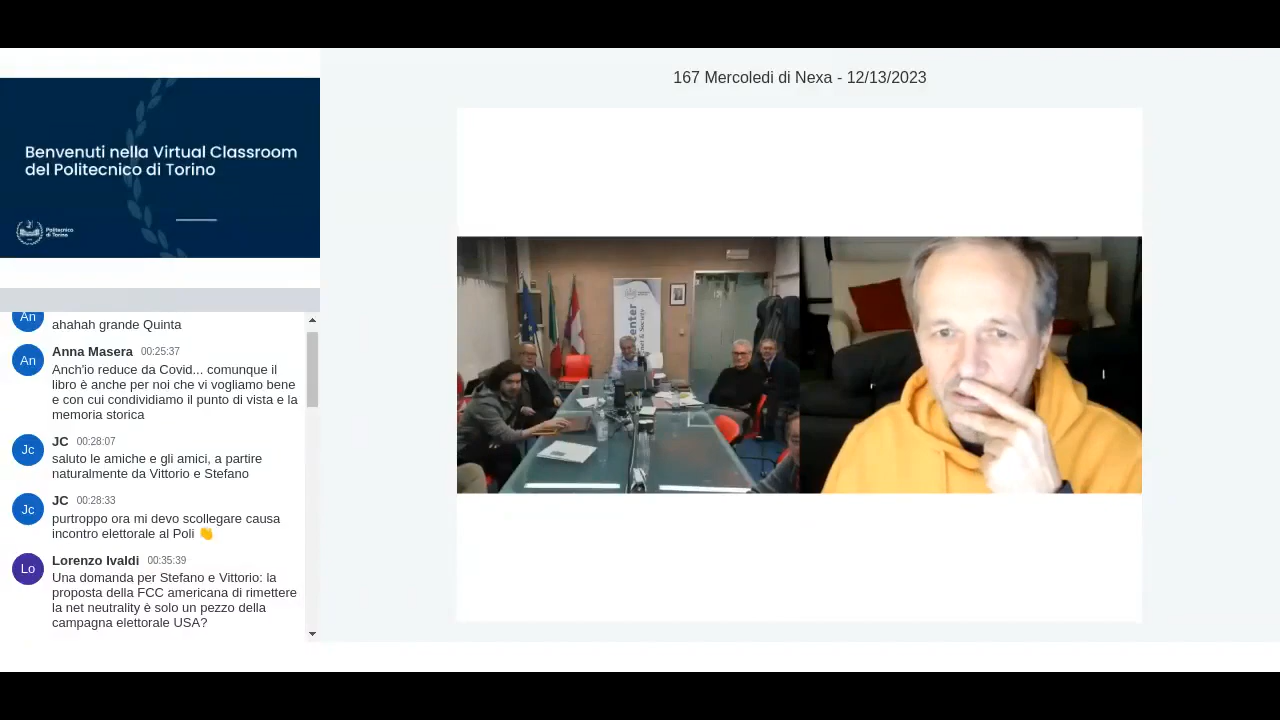 167 Mercoledi di Nexa - 12/13/2023
Benvenuti nella Virtual Classroom
del Politecnico di Torino
Politecnico
di Torino
An
ahahah grande Quinta
An
Anna Masera 00:25:37
Anch'io reduce da Covid... comunque il
libro è anche per noi che vi vogliamo bene
e con cui condividiamo il punto di vista e la
memoria storica
Jc
JC 00:28:07
saluto le amiche e gli amici, a partire
naturalmente da Vittorio e Stefano
Jc
JC 00:28:33
purtroppo ora mi devo scollegare causa
incontro elettorale al Poli 👏
Lo
Lorenzo Ivaldi 00:35:39
Una domanda per Stefano e Vittorio: la
proposta della FCC americana di rimettere
la net neutrality è solo un pezzo della
campagna elettorale USA?
& Society